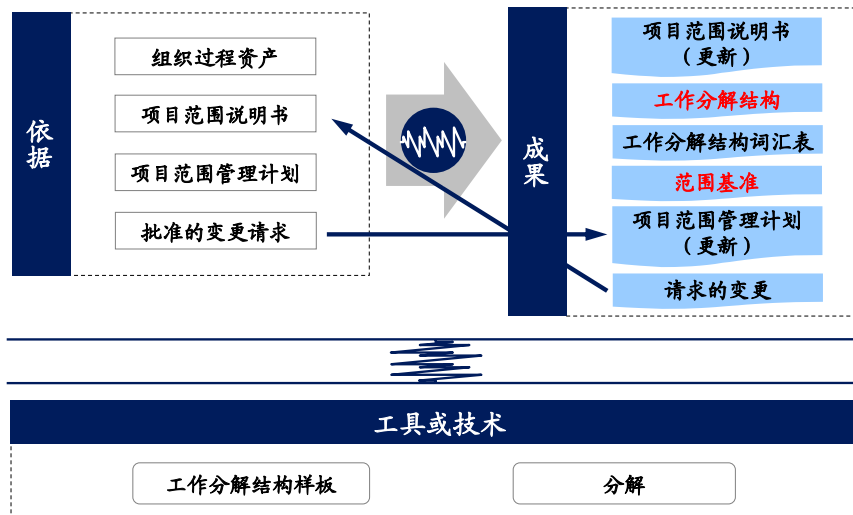 依据
组织过程资产
项目范围说明书
项目范围管理计划
批准的变更请求
成果
项目范围说明书
（更新）
工作分解结构
工作分解结构词汇表
范围基准
项目范围管理计划
（更新）
请求的变更
工具或技术
工作分解结构样板
分解